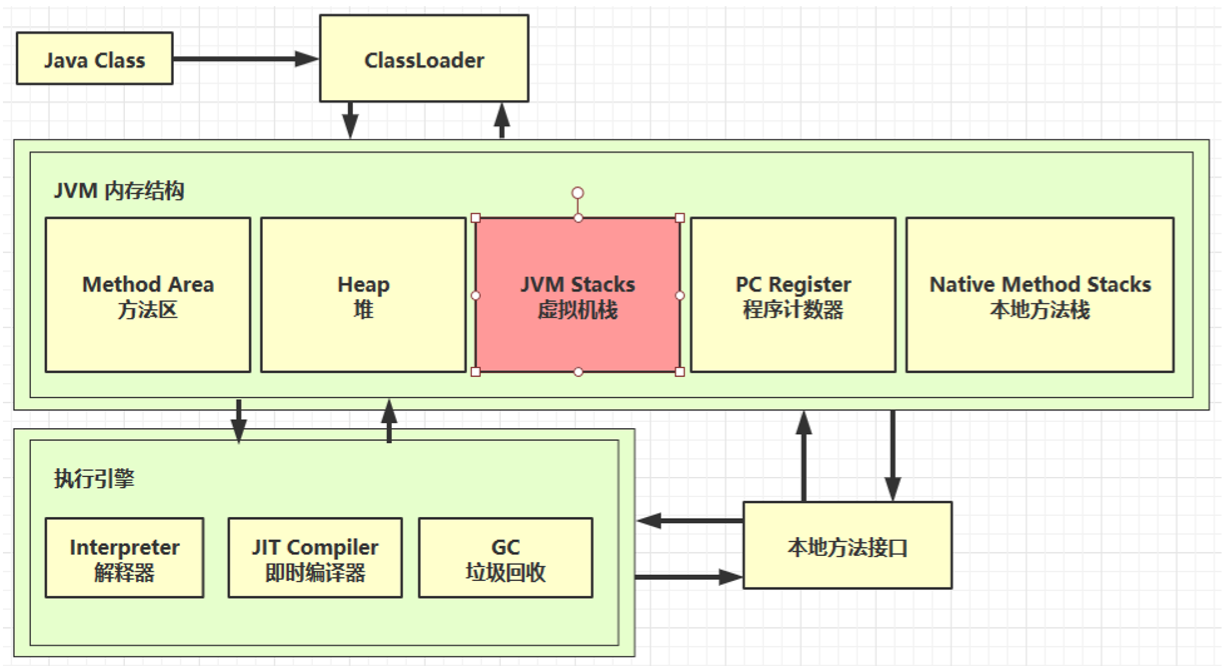 Java Class
ClassLoader
JVM 内存结构
Method Area
方法区
Heap
堆
JVM Stacks
虚拟机栈
PC Register
程序计数器
Native Method Stacks
本地方法栈
执行引擎
Interpreter
解释器
JIT Compiler
即时编译器
GC
垃圾回收
本地方法接口